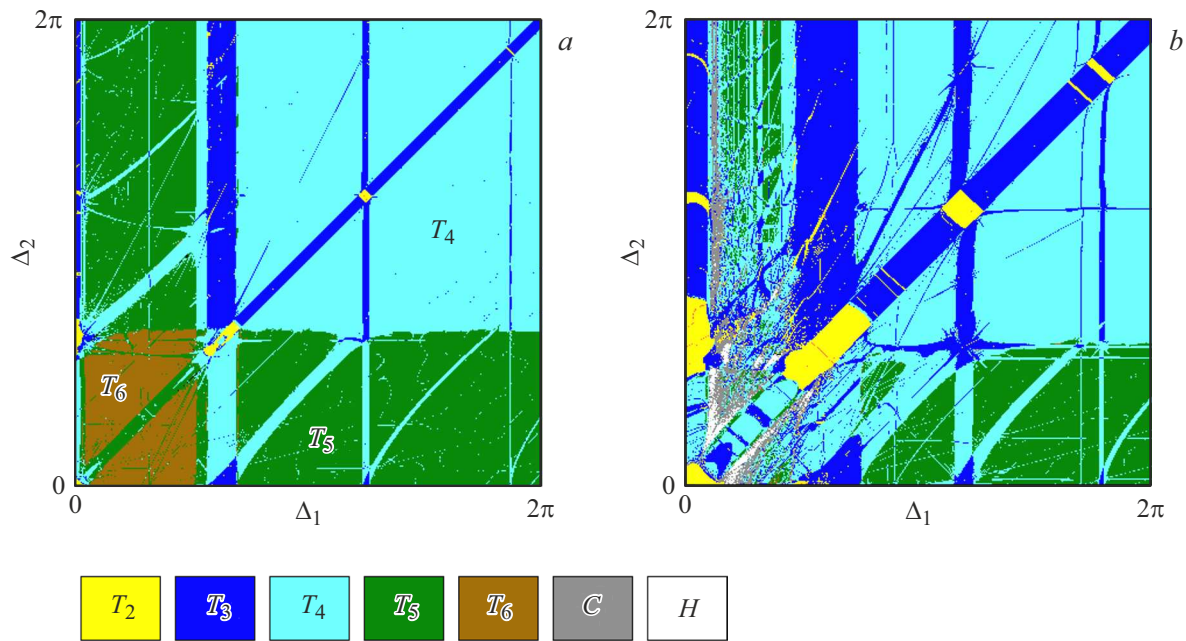 2π a 2π b
Δ₂ T₄ Δ₂
T₆
T₅
0 0
0 Δ₁ 2π 0 Δ₁ 2π
T₂ T₃ T₄ T₅ T₆ C H